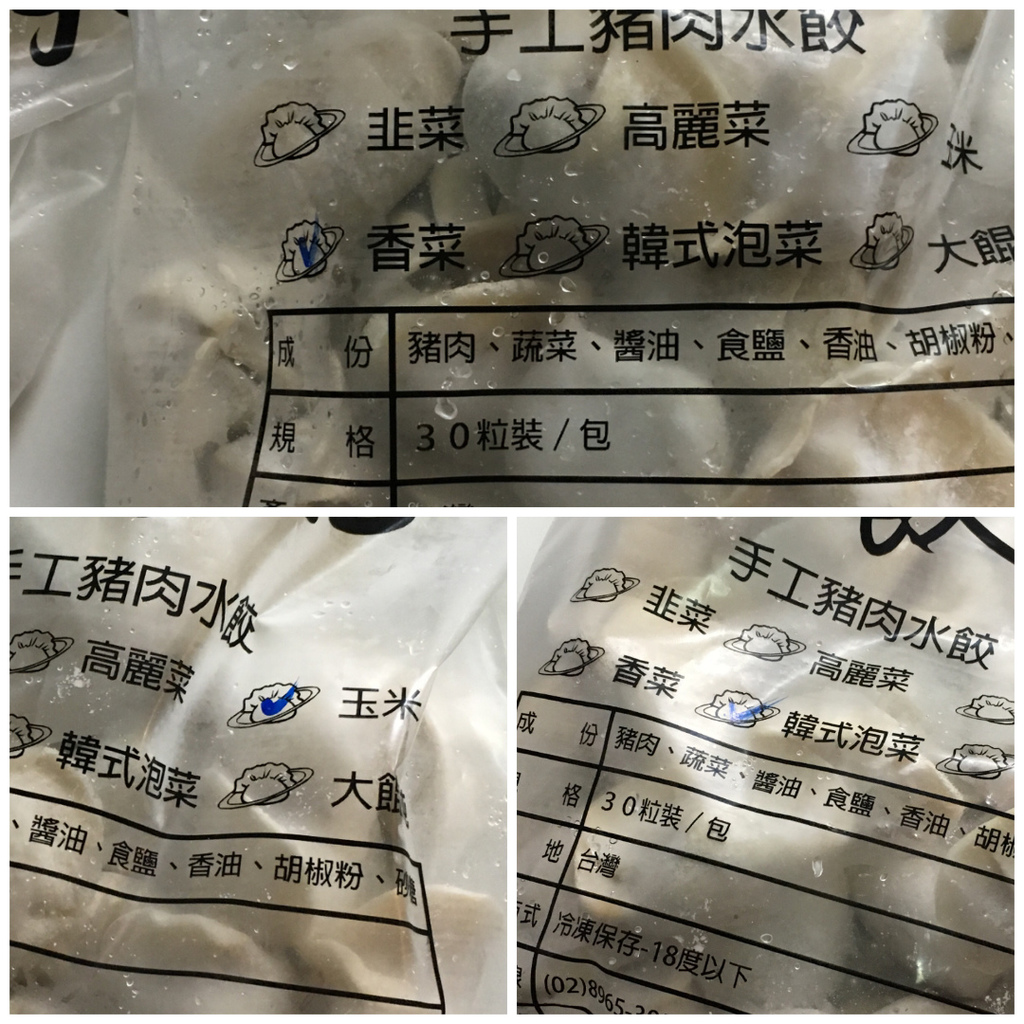 手工豬肉水餃
韭菜 高麗菜
香菜 韓式泡菜 大餛
成份 豬肉、蔬菜、醬油、食鹽、香油、胡椒粉、
規格 30粒裝/包
手工豬肉水餃
高麗菜 玉米
韓式泡菜 大餛
、醬油、食鹽、香油、胡椒粉、砂糖
手工豬肉水餃
韭菜 高麗菜
香菜 韓式泡菜
成份 豬肉、蔬菜、醬油、食鹽、香油、胡椒
格 30粒裝/包
地 台灣
式 冷凍保存-18度以下
(02)8965-